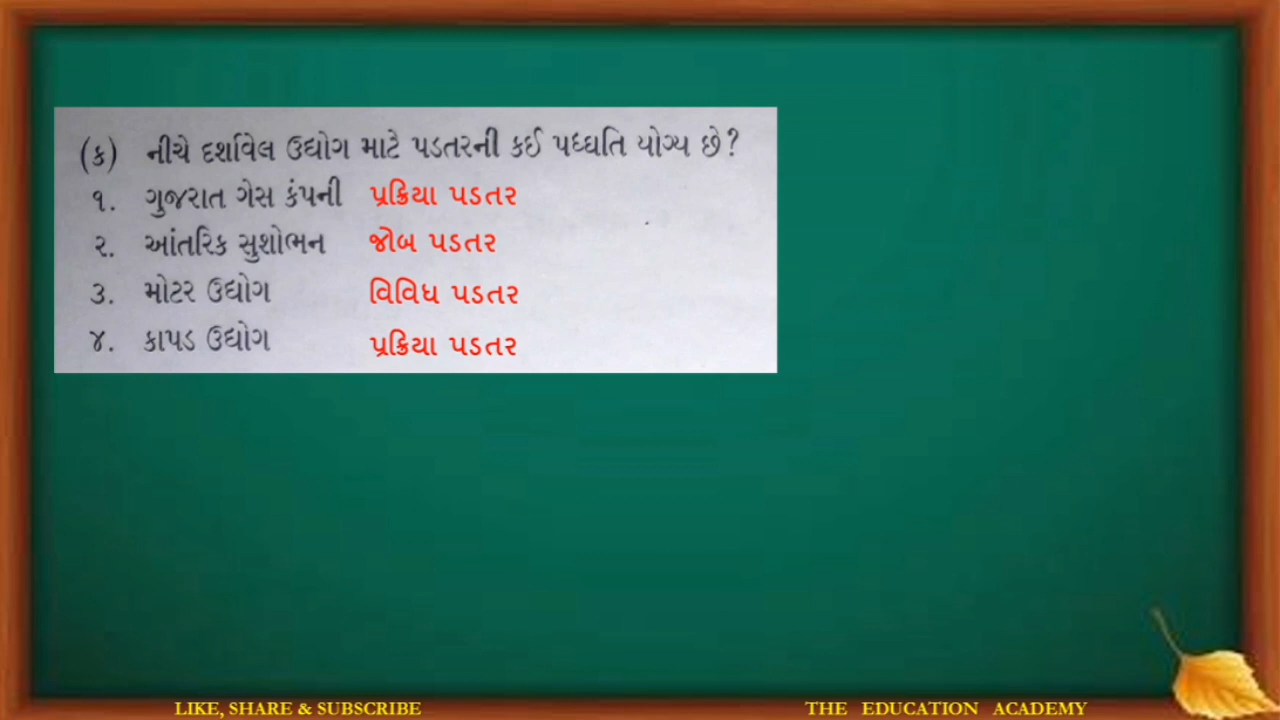 (ક) નીચે દર્શાવેલ ઉદ્યોગ માટે પડતરની કઈ પધ્ધતિ યોગ્ય છે?
૧. ગુજરાત ગેસ કંપની પ્રક્રિયા પડતર
૨. આંતરિક સુશોભન જોબ પડતર
૩. મોટર ઉદ્યોગ વિવિધ પડતર
૪. કાપડ ઉદ્યોગ પ્રક્રિયા પડતર
LIKE, SHARE & SUBSCRIBE THE EDUCATION ACADEMY